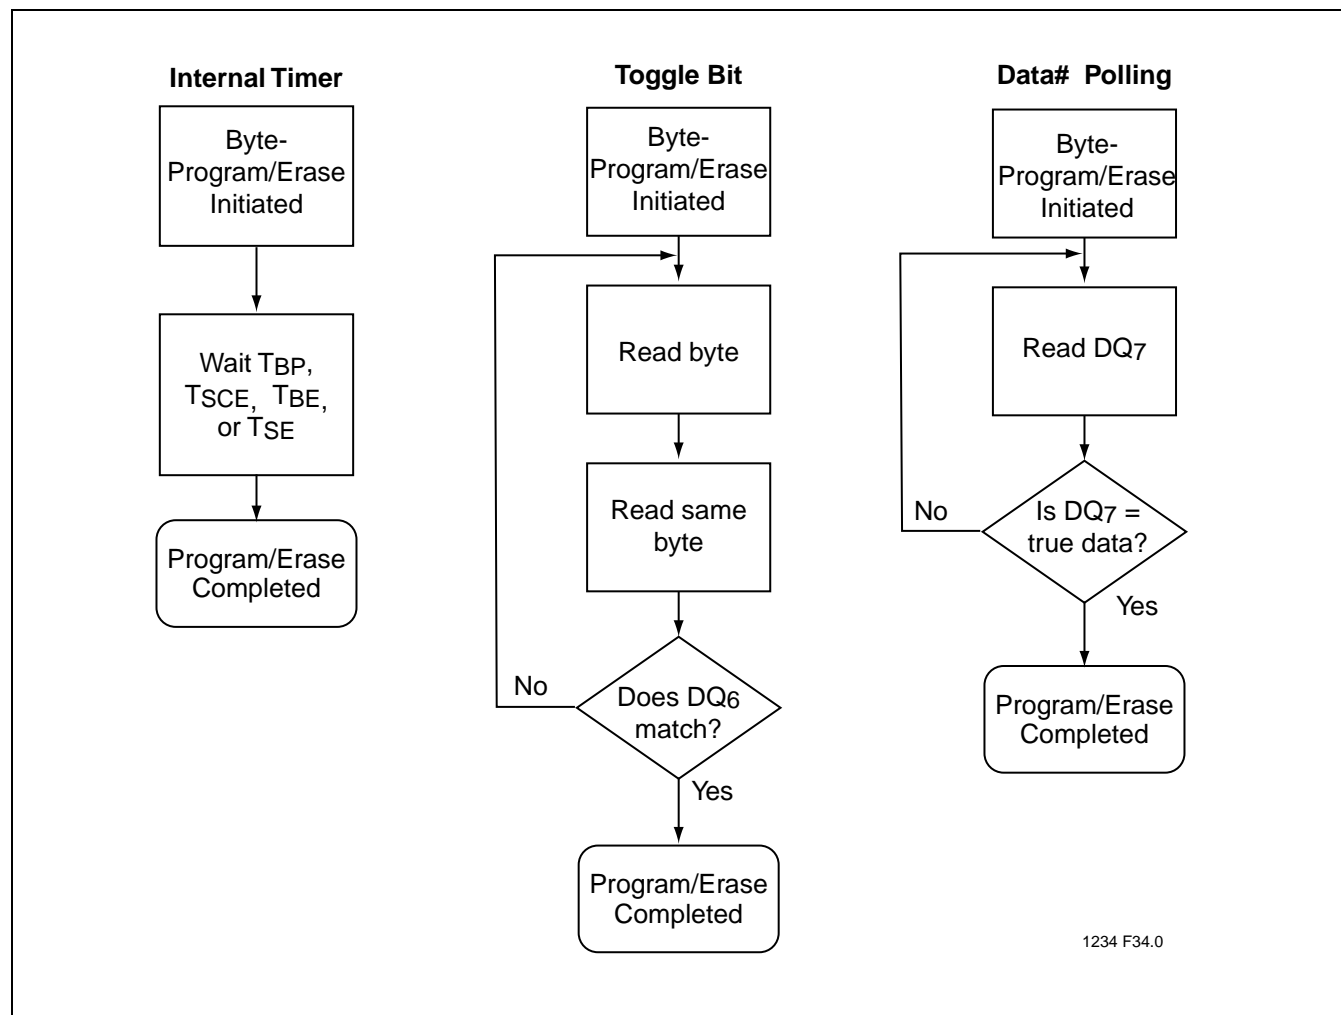 Internal Timer
Byte-
Program/Erase
Initiated
Wait TBP,
TSCE, TBE,
or TSE
Program/Erase
Completed
Toggle Bit
Byte-
Program/Erase
Initiated
Read byte
Read same
byte
No
Does DQ6
match?
Yes
Program/Erase
Completed
Data# Polling
Byte-
Program/Erase
Initiated
Read DQ7
No
Is DQ7 =
true data?
Yes
Program/Erase
Completed
1234 F34.0